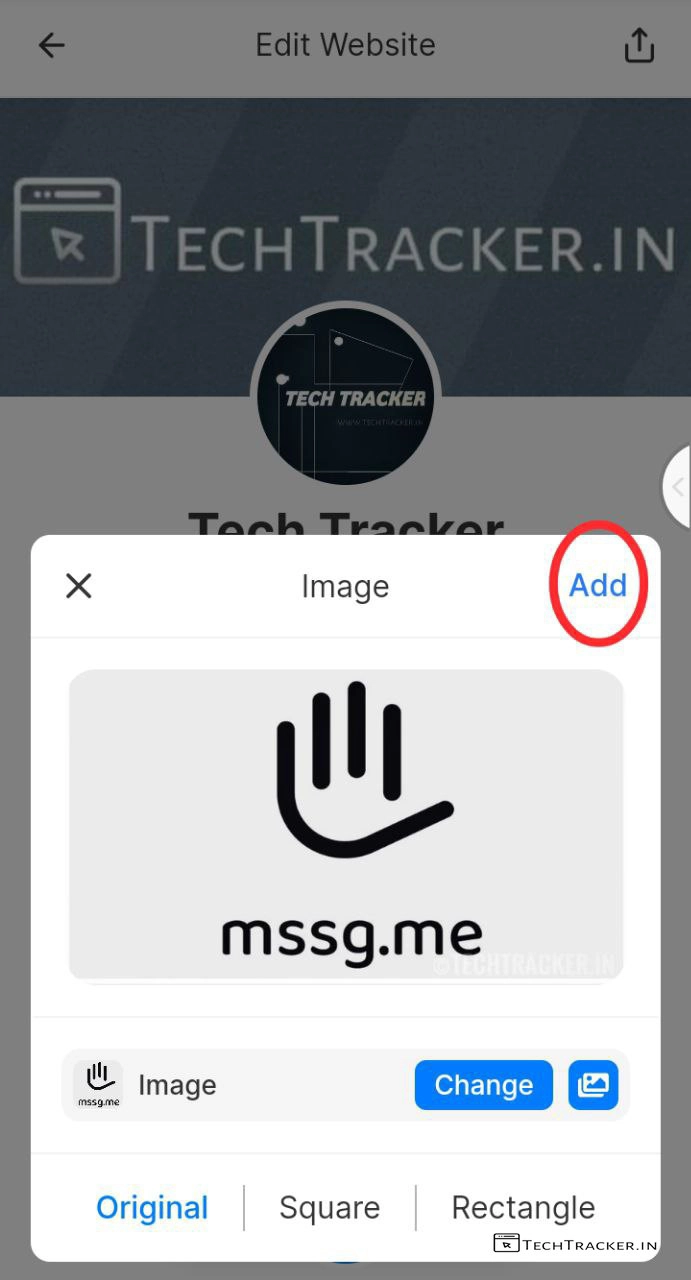 Edit Website
TECHTRACKER.IN
TECH TRACKER
WWW.TECHTRACKER.IN
Tech Tracker
Image
Add
mssg.me
©TECHTRACKER.IN
mssg.me
Image
Change
Original
Square
Rectangle
TECHTRACKER.IN